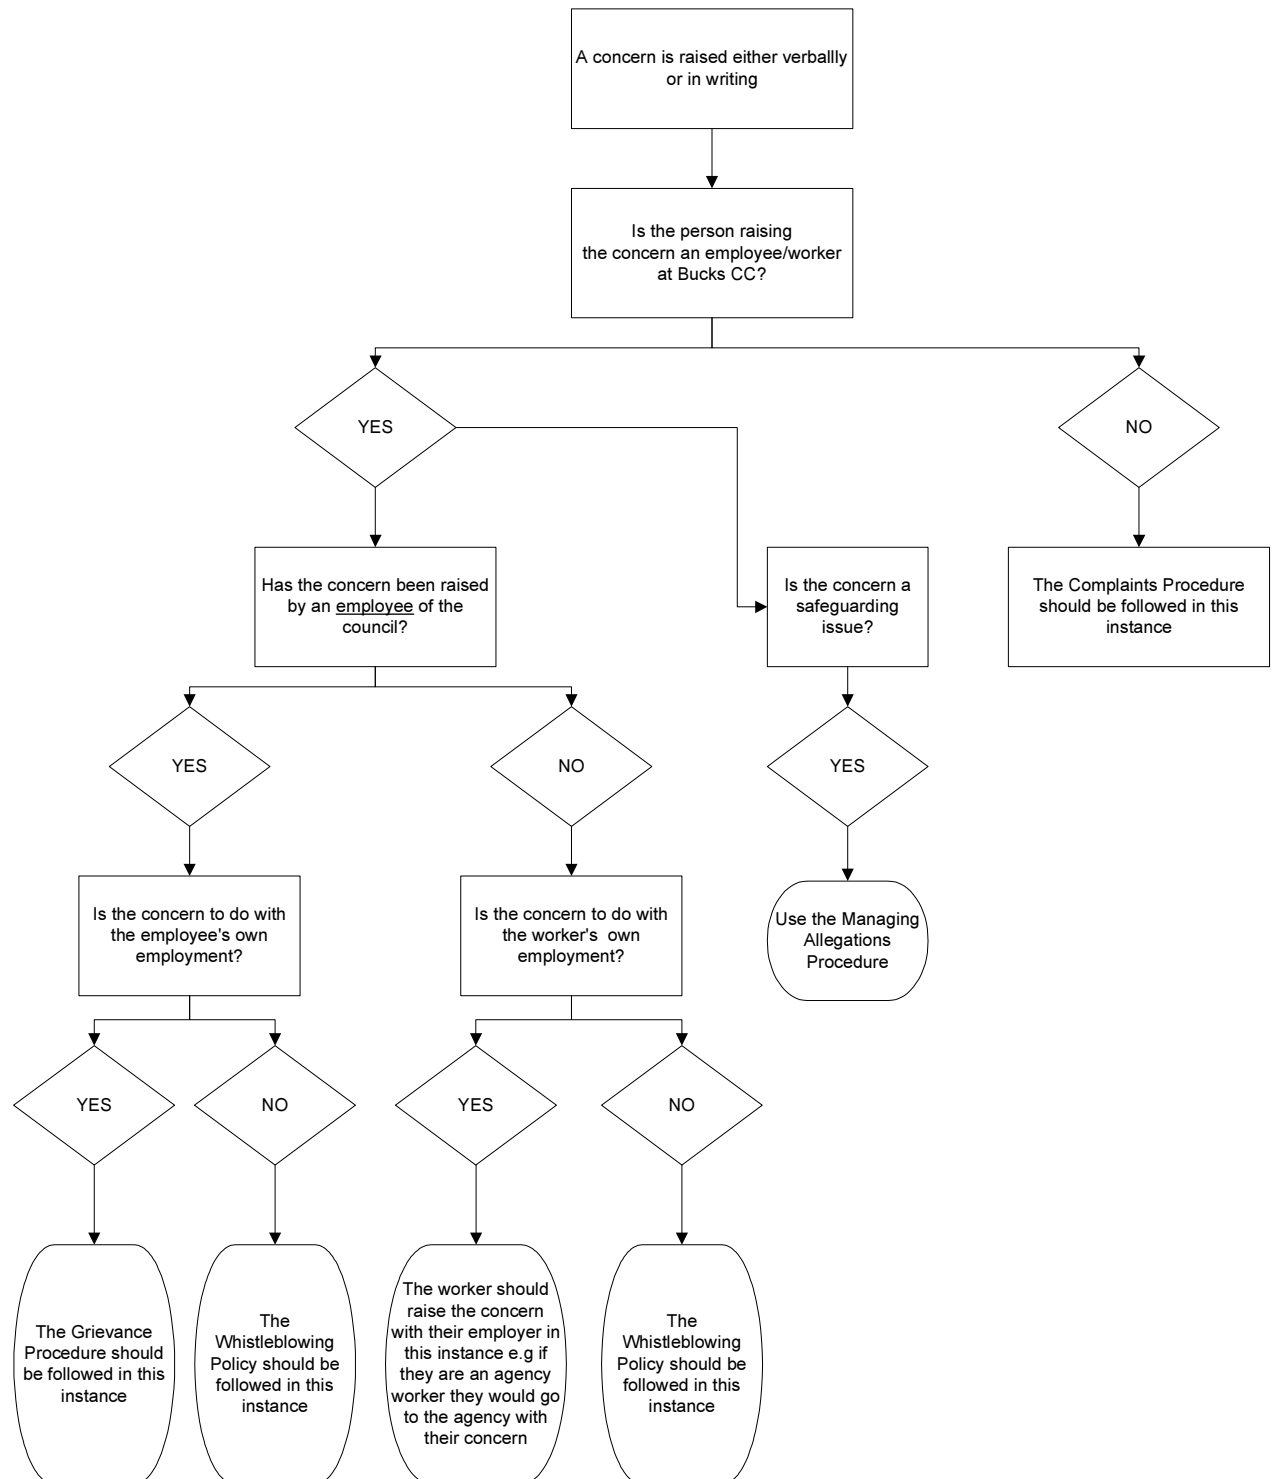 A concern is raised either verballly
or in writing
Is the person raising
the concern an employee/worker
at Bucks CC?
YES
NO
Has the concern been raised
by an employee of the
council?
Is the concern a
safeguarding
issue?
The Complaints Procedure
should be followed in this
instance
YES
NO
YES
Is the concern to do with
the employee's own
employment?
Is the concern to do with
the worker's own
employment?
Use the Managing
Allegations
Procedure
YES
NO
YES
NO
The Grievance
Procedure should
be followed in this
instance
The
Whistleblowing
Policy should be
followed in this
instance
The worker should
raise the concern
with their employer in
this instance e.g if
they are an agency
worker they would go
to the agency with
their concern
The
Whistleblowing
Policy should be
followed in this
instance